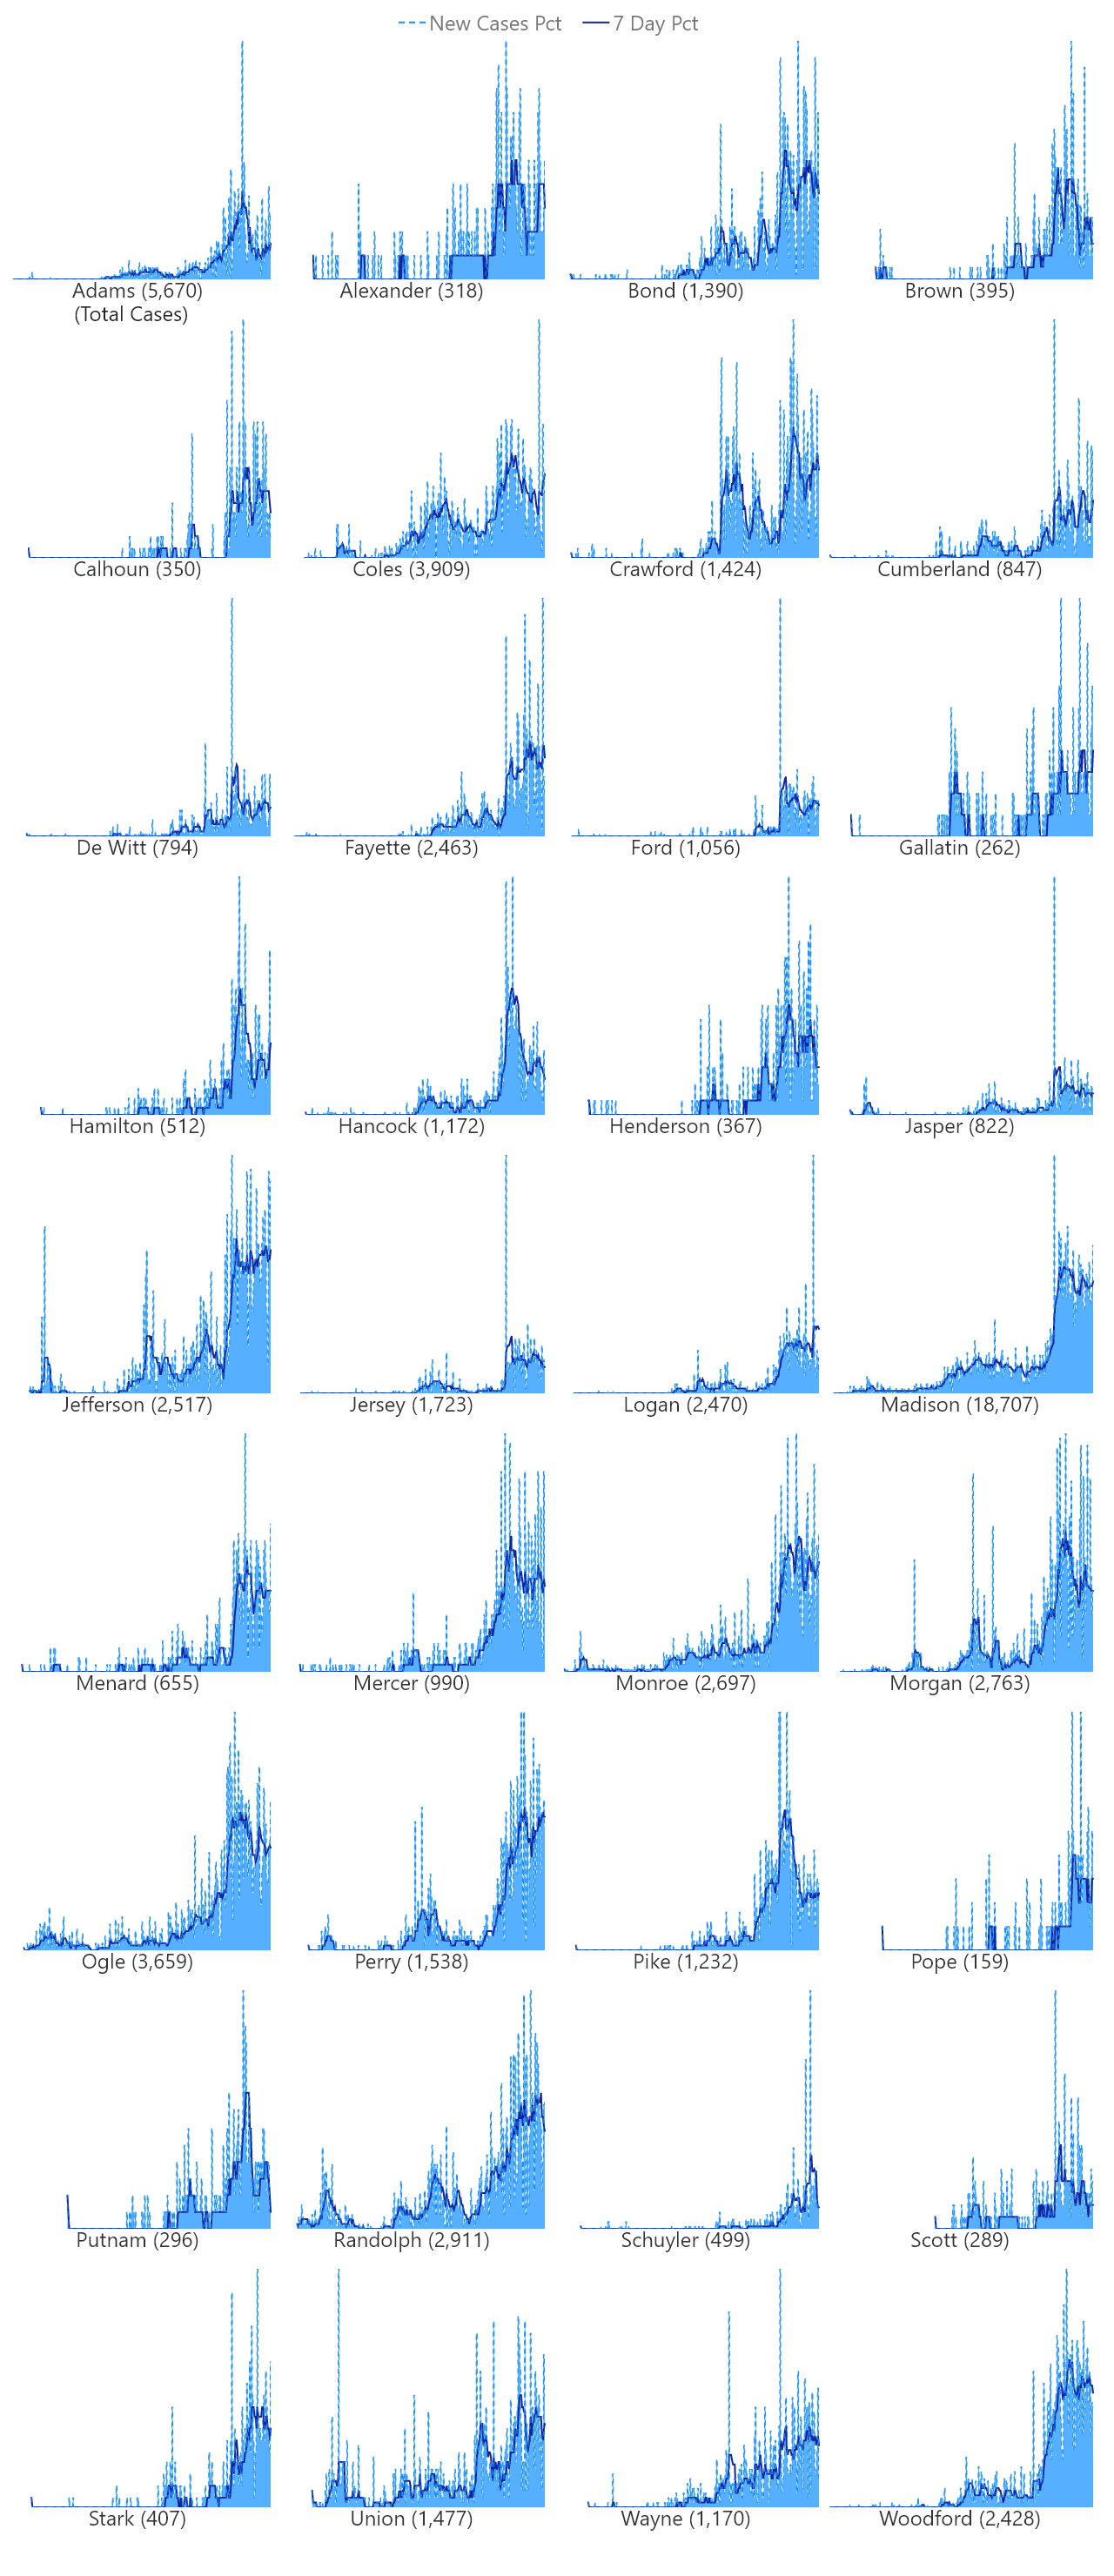 New Cases Pct 7 Day Pct
Adams (5,670) Alexander (318) Bond (1,390) Brown (395)
(Total Cases)
Calhoun (350) Coles (3,909) Crawford (1,424) Cumberland (847)
De Witt (794) Fayette (2,463) Ford (1,056) Gallatin (262)
Hamilton (512) Hancock (1,172) Henderson (367) Jasper (822)
Jefferson (2,517) Jersey (1,723) Logan (2,470) Madison (18,707)
Menard (655) Mercer (990) Monroe (2,697) Morgan (2,763)
Ogle (3,659) Perry (1,538) Pike (1,232) Pope (159)
Putnam (296) Randolph (2,911) Schuyler (499) Scott (289)
Stark (407) Union (1,477) Wayne (1,170) Woodford (2,428)